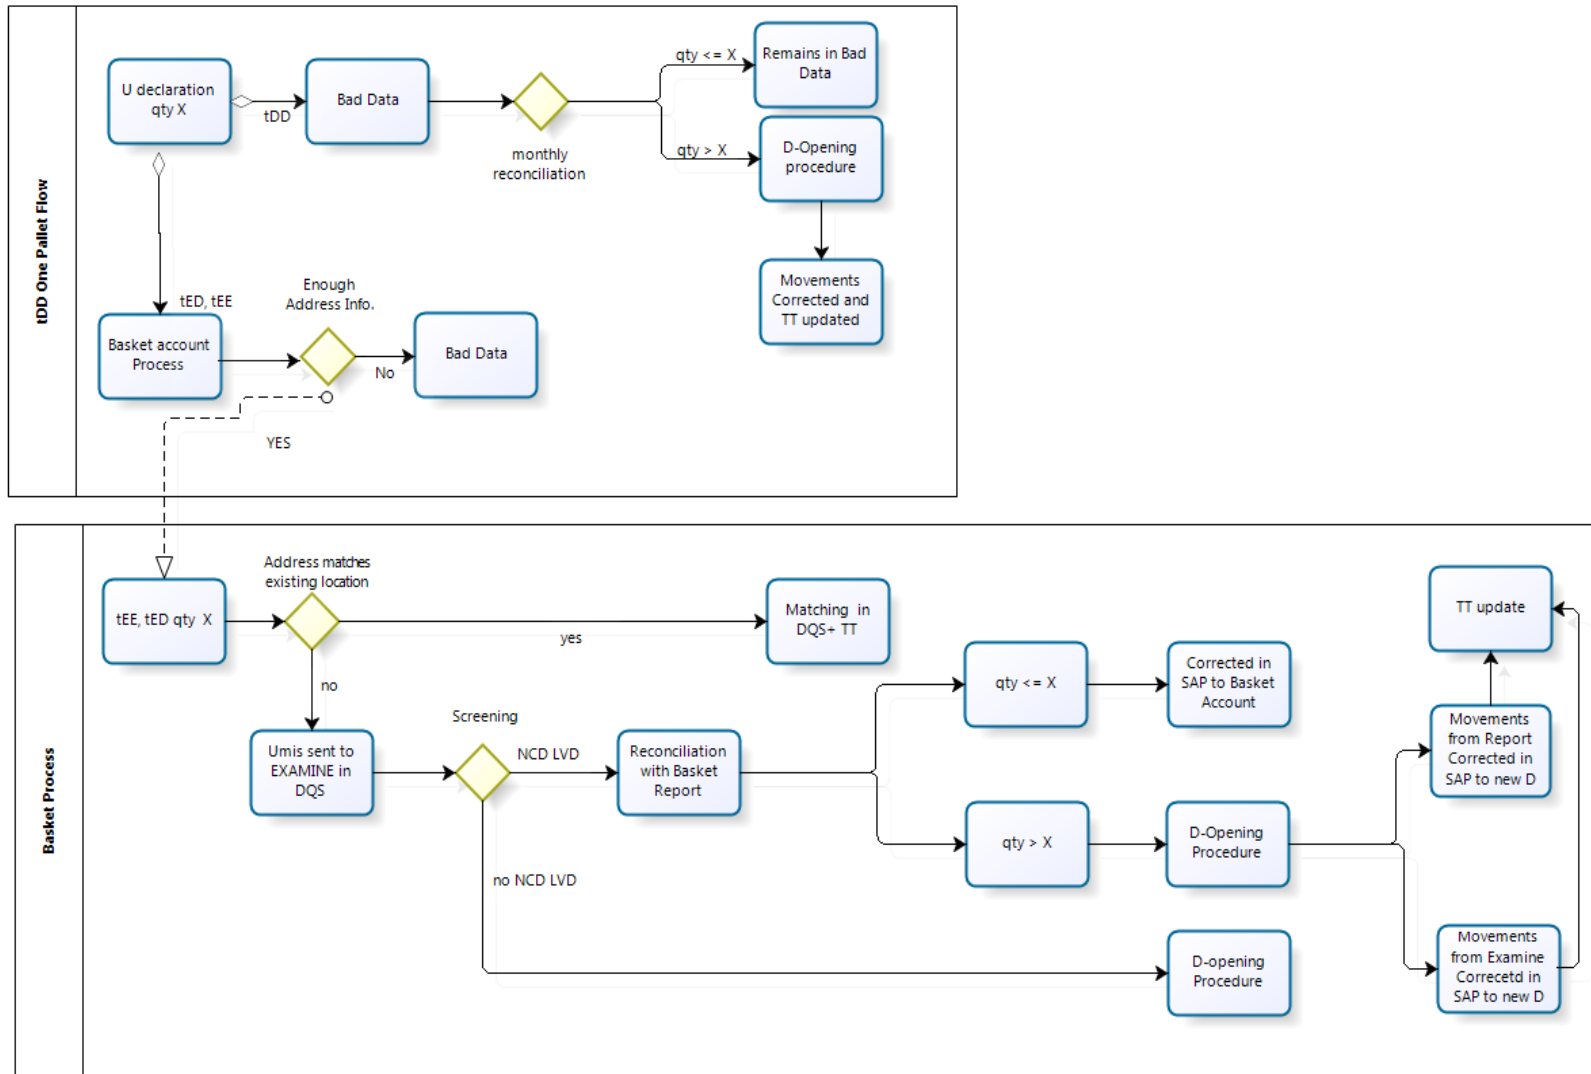 tDD One Pallet Flow
U declaration
qty X
tDD
Bad Data
monthly
reconciliation
qty <= X
Remains in Bad
Data
qty > X
D-Opening
procedure
Movements
Corrected and
TT updated
tED, tEE
Basket account
Process
Enough
Address Info.
No
Bad Data
YES
Basket Process
tEE, tED qty X
Address matches
existing location
yes
Matching in
DQS+ TT
no
Umis sent to
EXAMINE in
DQS
Screening
NCD LVD
Reconciliation
with Basket
Report
qty <= X
Corrected in
SAP to Basket
Account
qty > X
D-Opening
Procedure
TT update
Movements
from Report
Corrected in
SAP to new D
Movements
from Examine
Correcetd in
SAP to new D
no NCD LVD
D-opening
Procedure